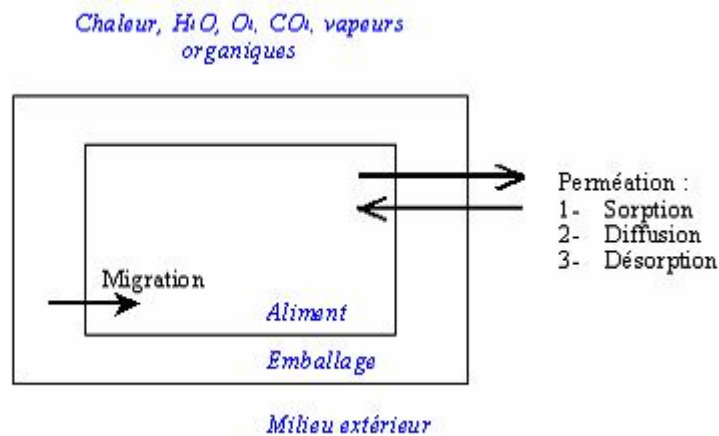 Chaleur, H₂O, O₂, CO₂, vapeurs
organiques
Perméation :
1- Sorption
2- Diffusion
3- Désorption
Migration
Aliment
Emballage
Milieu extérieur